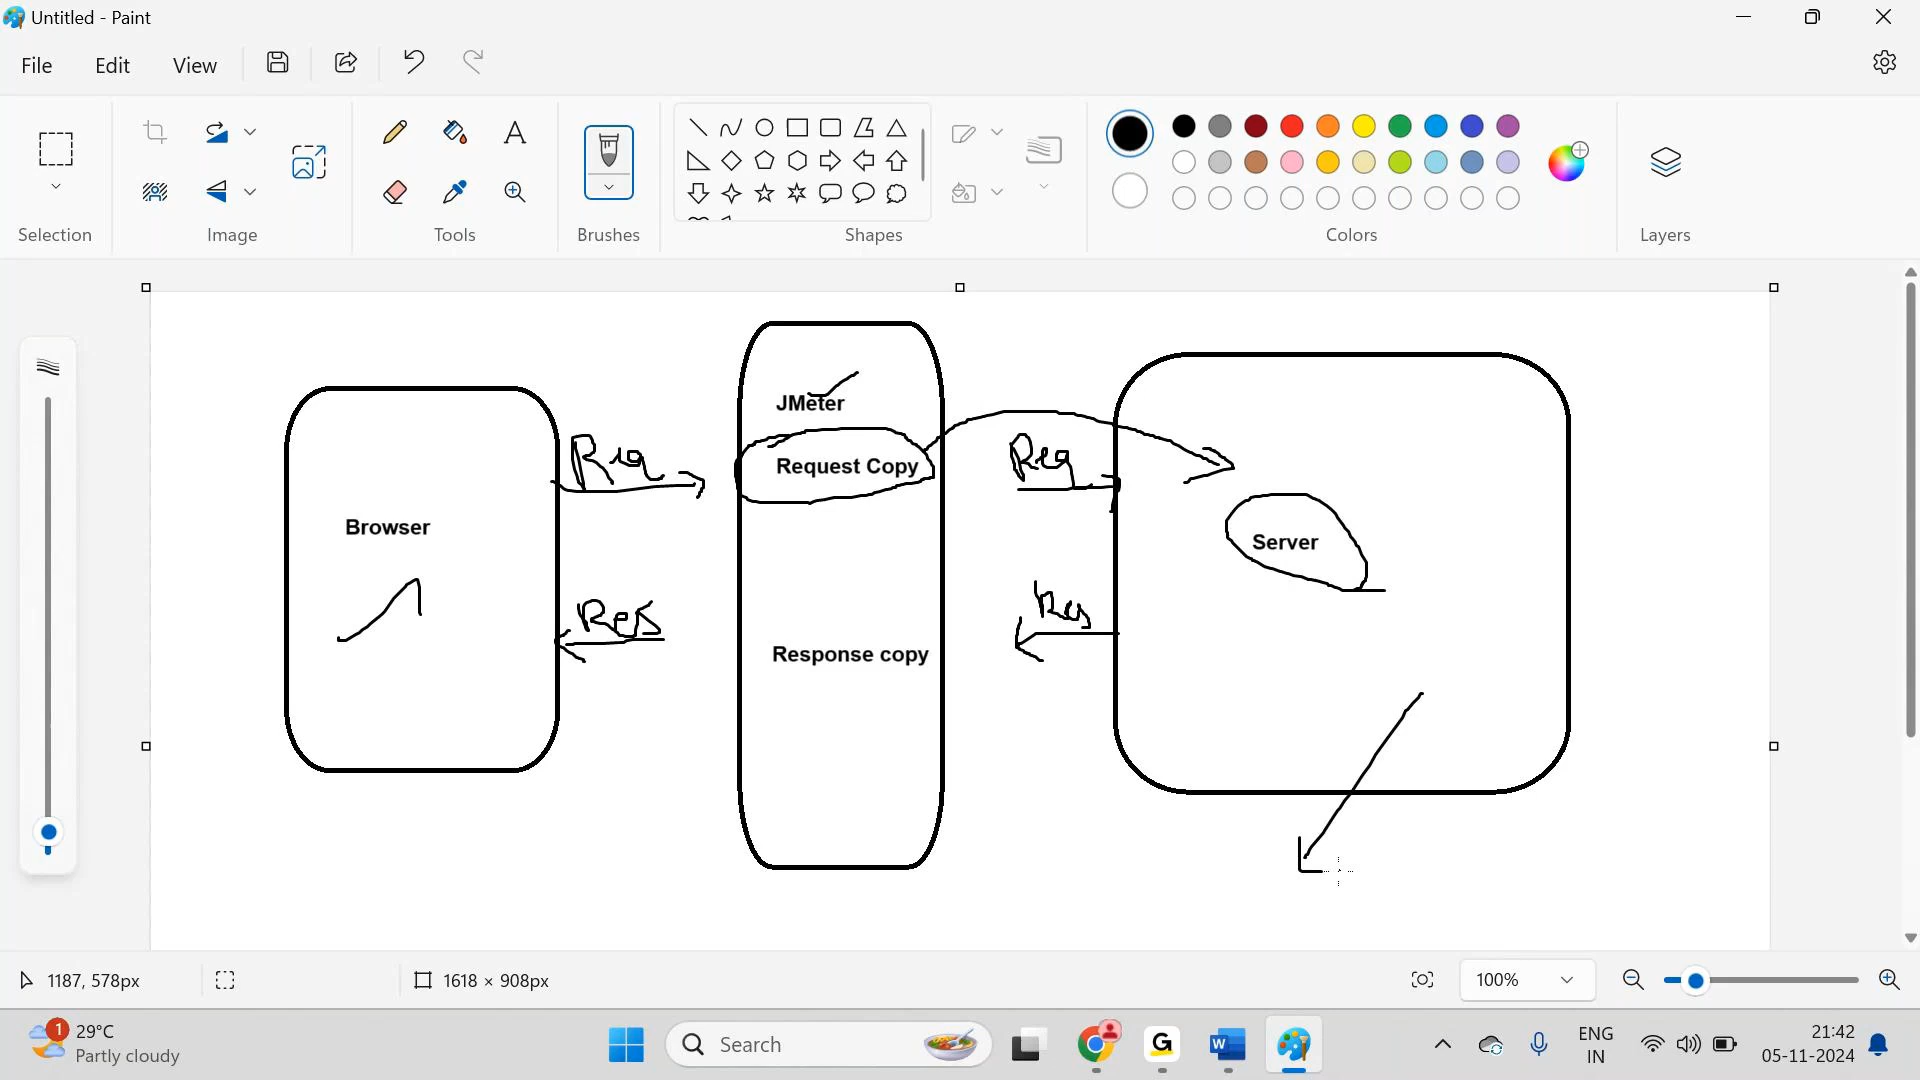 Untitled - Paint
File Edit View
Selection Image Tools Brushes Shapes Colors Layers
JMeter
Req Request Copy Req
Browser Server
Res Res
Response copy
1187, 578px 1618 × 908px 100%
1 29°C Partly cloudy
Search
G W
ENG
IN
21:42
05-11-2024